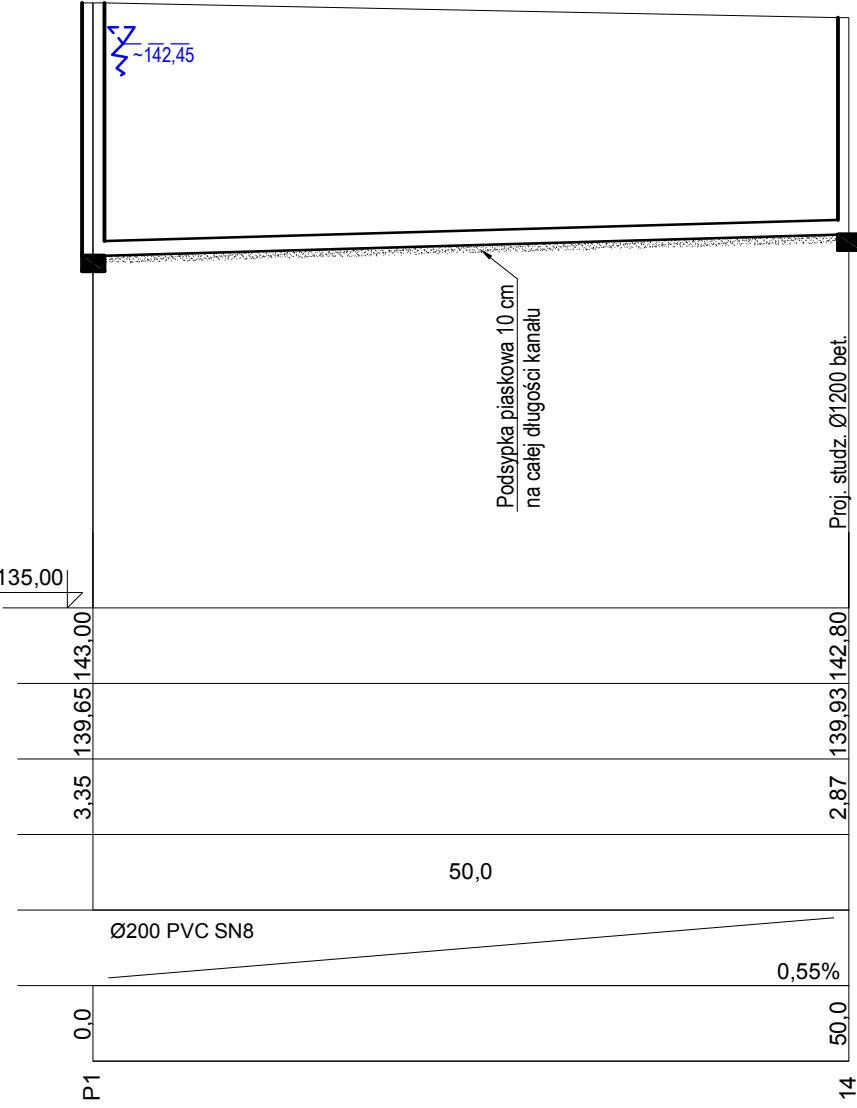 ~142,45
Podsypka piaskowa 10 cm
na całej długości kanału
Proj. studz. Ø1200 bet.
135,00
143,00
142,80
139,65
139,93
3,35
2,87
50,0
Ø200 PVC SN8
0,55%
0,0
50,0
P1
14